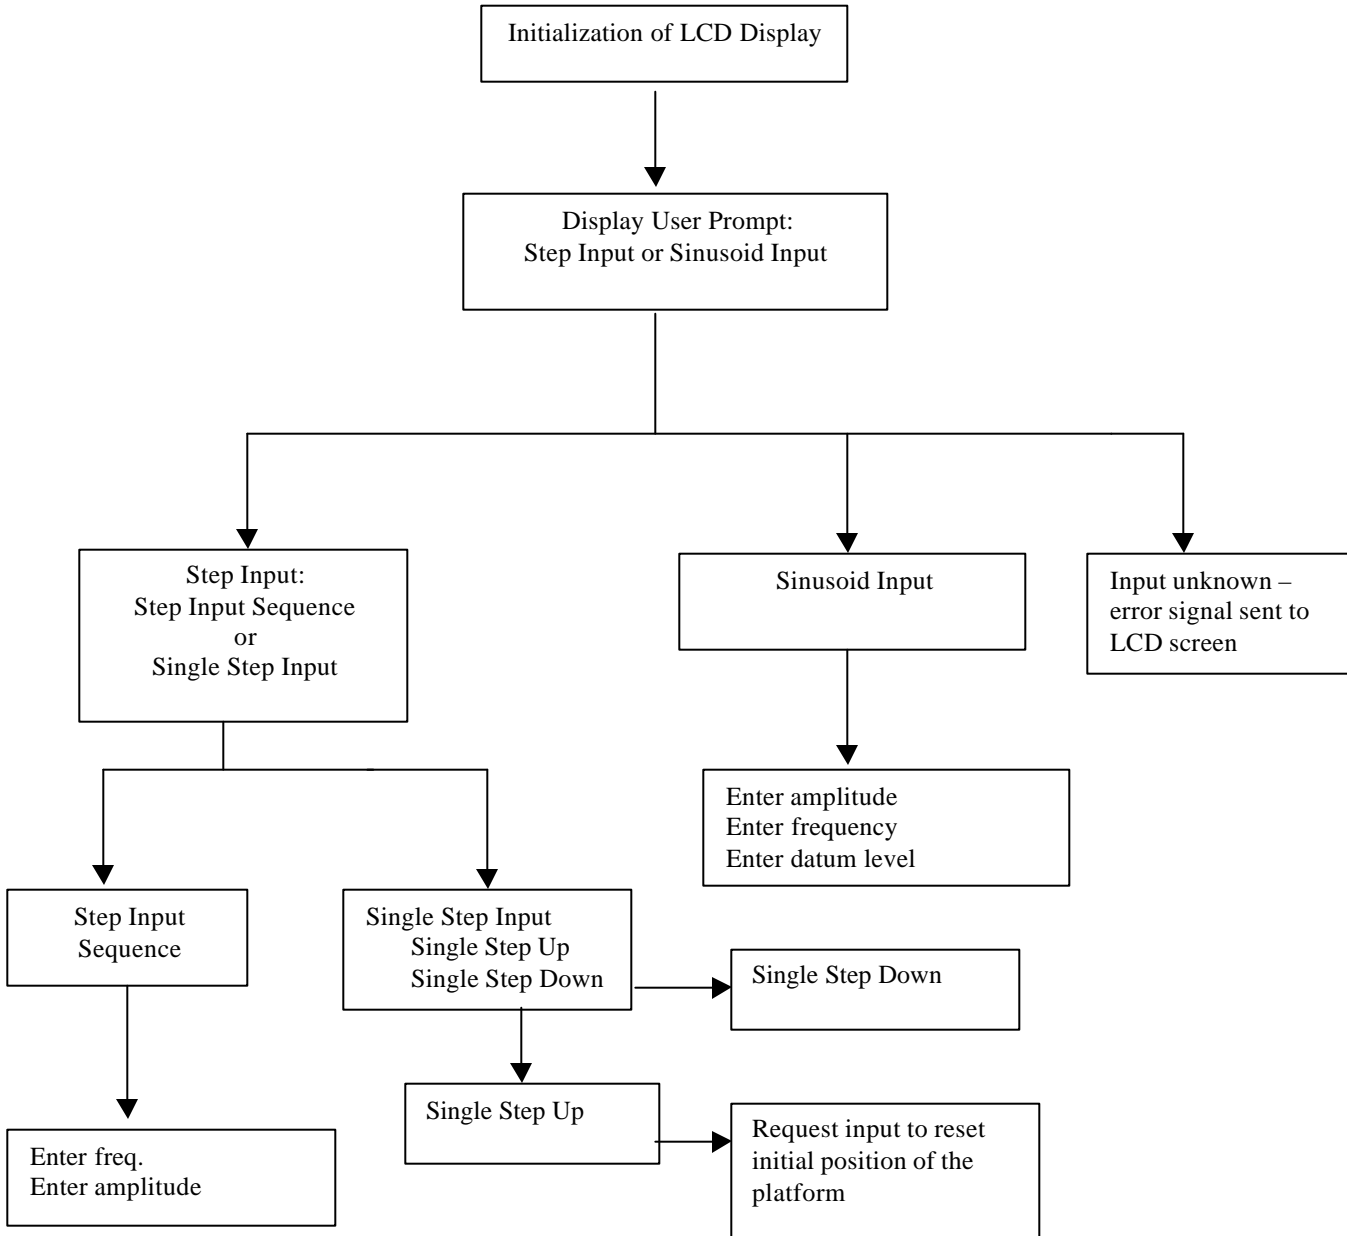 Initialization of LCD Display
Display User Prompt:
Step Input or Sinusoid Input
Step Input:
Step Input Sequence
or
Single Step Input
Sinusoid Input
Input unknown –
error signal sent to
LCD screen
Enter amplitude
Enter frequency
Enter datum level
Step Input
Sequence
Single Step Input
Single Step Up
Single Step Down
Single Step Down
Single Step Up
Request input to reset
initial position of the
platform
Enter freq.
Enter amplitude